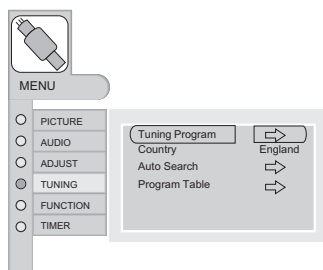 MENU
PICTURE
AUDIO
ADJUST
TUNING
FUNCTION
TIMER
Tuning Program
Country England
Auto Search
Program Table